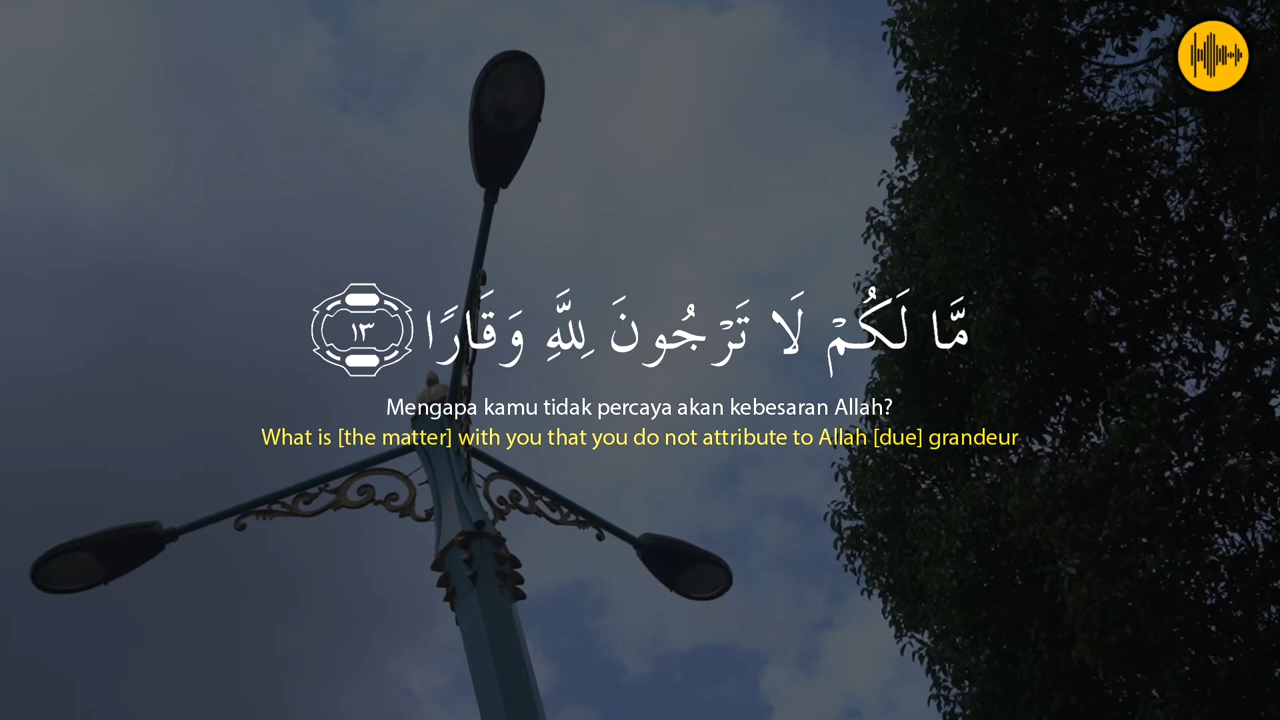 مَّا لَكُمْ لَا تَرْجُونَ لِلَّهِ وَقَارًا ١٣
Mengapa kamu tidak percaya akan kebesaran Allah?
What is [the matter] with you that you do not attribute to Allah [due] grandeur